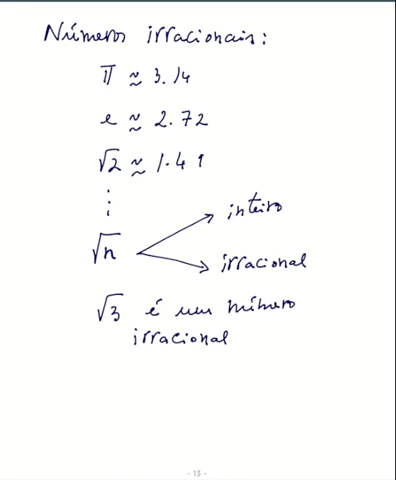 Números irracionais:
π ≈ 3.14
e ≈ 2.72
√2 ≈ 1.41
⋮
inteiro
√n
irracional
√3 é um número
irracional
- 13 -